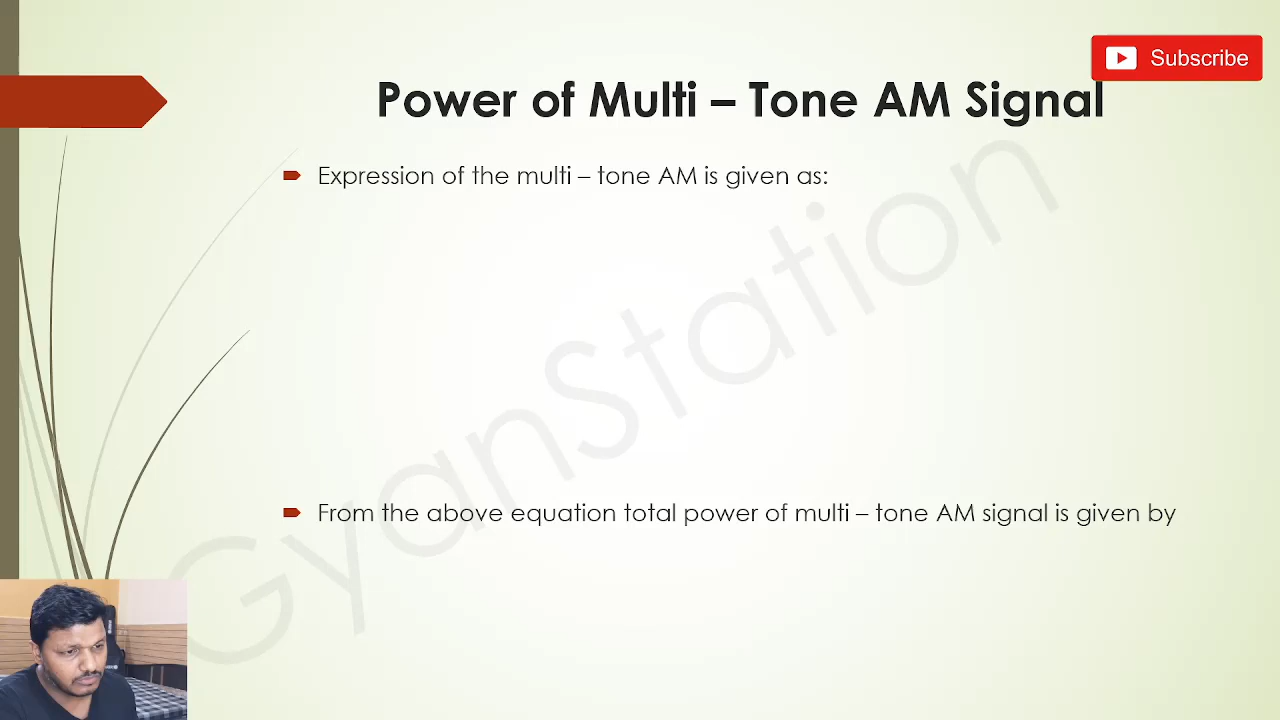 Subscribe
Power of Multi – Tone AM Signal
Expression of the multi – tone AM is given as:
GyanStation
From the above equation total power of multi – tone AM signal is given by